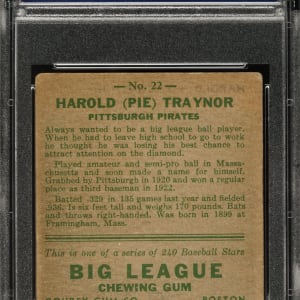 — No. 22 —
HAROLD (PIE) TRAYNOR
PITTSBURGH PIRATES
Always wanted to be a big league ball player.
When he had to leave high school to go to work
he thought he was losing his best chance to
attract attention on the diamond.
Played amateur and semi-pro ball in Massa-
chusetts and soon made a name for himself.
Grabbed by Pittsburgh in 1920 and won a regular
place as third baseman in 1922.
Batted .329 in 135 games last year and fielded
.936. Is six feet tall and weighs 170 pounds. Bats
and throws right-handed. Was born in 1899 at
Framingham, Mass.
This is one of a series of 240 Baseball Stars
BIG LEAGUE
CHEWING GUM
GOUDEY GUM CO. BOSTON